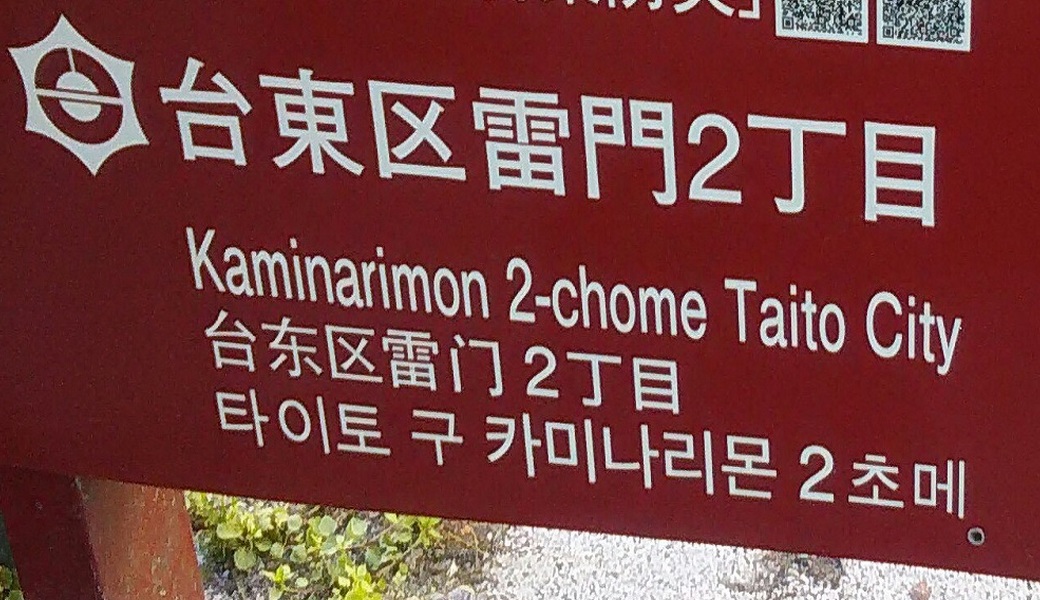 台東区雷門2丁目
Kaminarimon 2-chome Taito City
台东区雷门 2丁目
타이토 구 카미나리몬 2초메